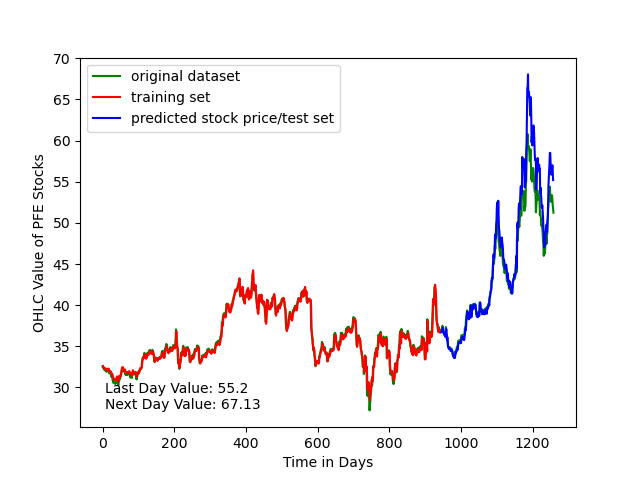 original dataset
training set
predicted stock price/test set
OHLC Value of PFE Stocks
70
65
60
55
50
45
40
35
30
Last Day Value: 55.2
Next Day Value: 67.13
0 200 400 600 800 1000 1200
Time in Days